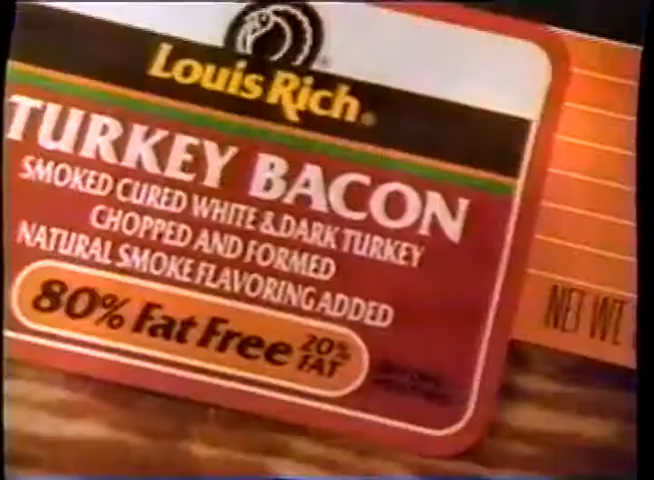 Louis Rich®
TURKEY BACON
SMOKED CURED WHITE & DARK TURKEY
CHOPPED AND FORMED
NATURAL SMOKE FLAVORING ADDED
80% Fat Free 20% FAT
NET WT